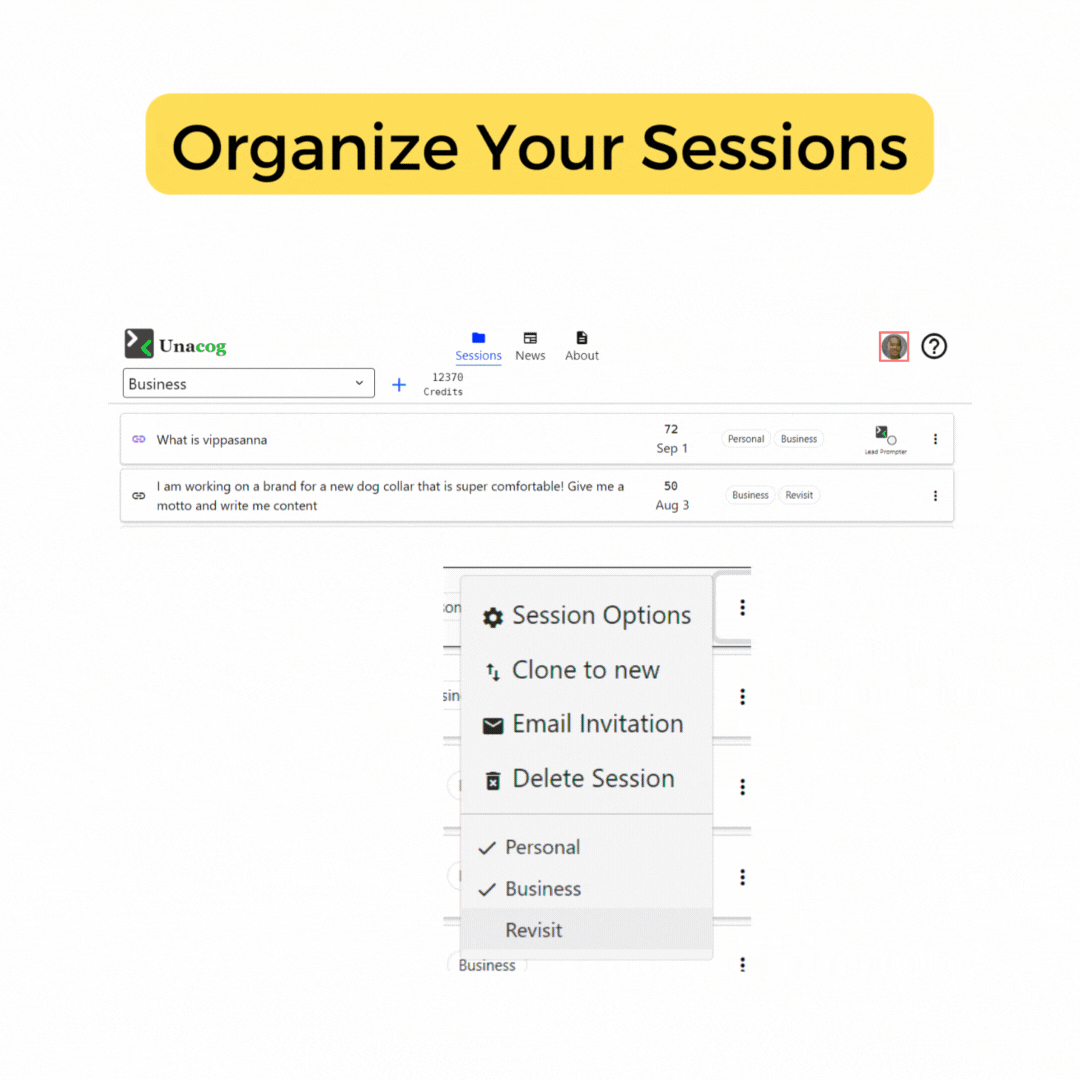 Organize Your Sessions
Unacog
Sessions
News
About
Business
12370
Credits
What is vippasanna
72
Sep 1
Personal
Business
Lead Prompter
I am working on a brand for a new dog collar that is super comfortable! Give me a
motto and write me content
50
Aug 3
Business
Revisit
Session Options
Clone to new
Email Invitation
Delete Session
Personal
Business
Revisit
Business